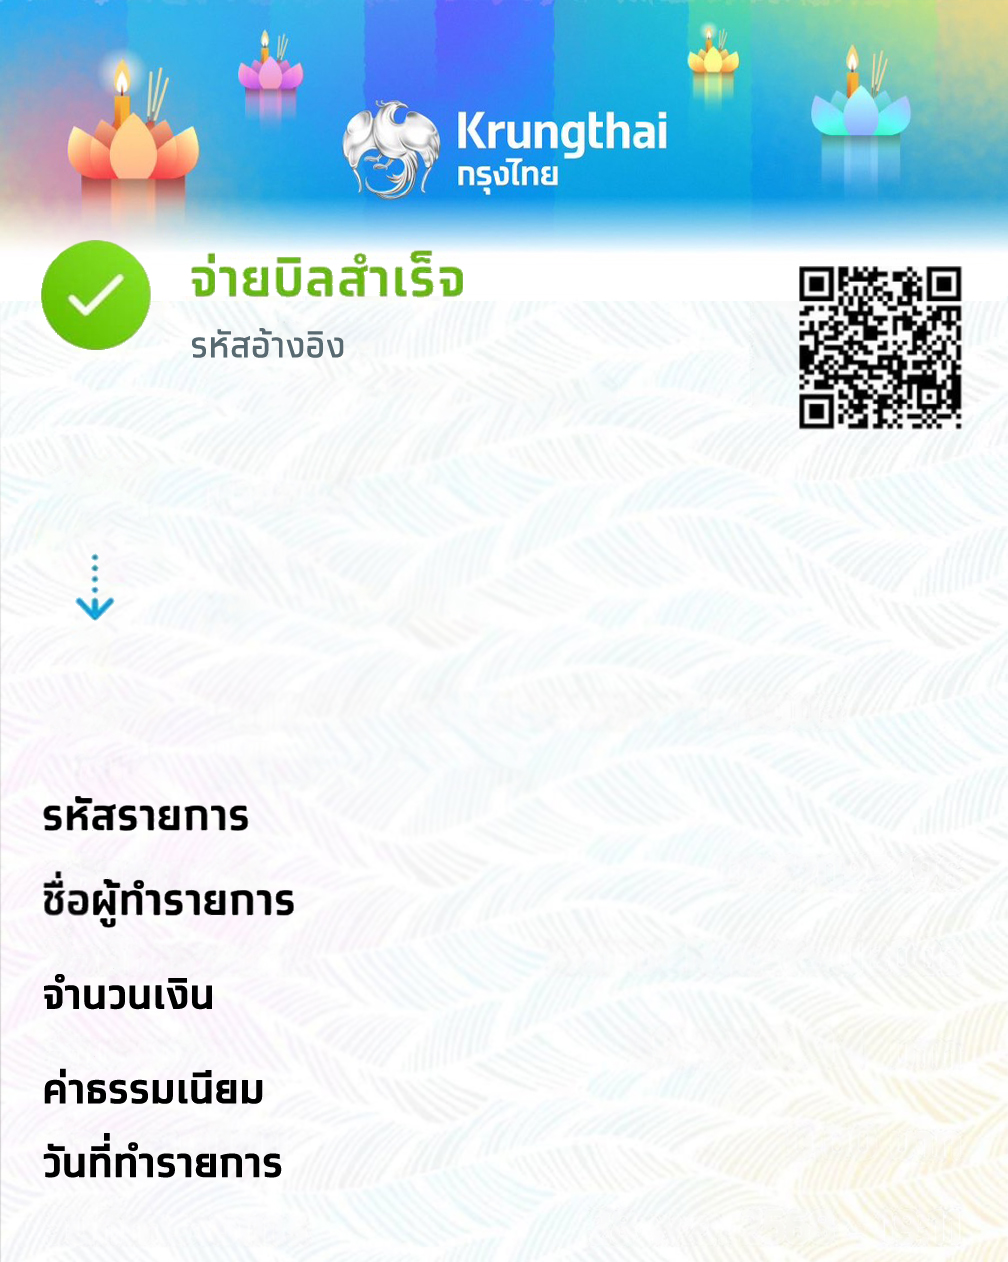 Krungthai
กรุงไทย
จ่ายบิลสำเร็จ
รหัสอ้างอิง
รหัสรายการ
ชื่อผู้ทำรายการ
จำนวนเงิน
ค่าธรรมเนียม
วันที่ทำรายการ